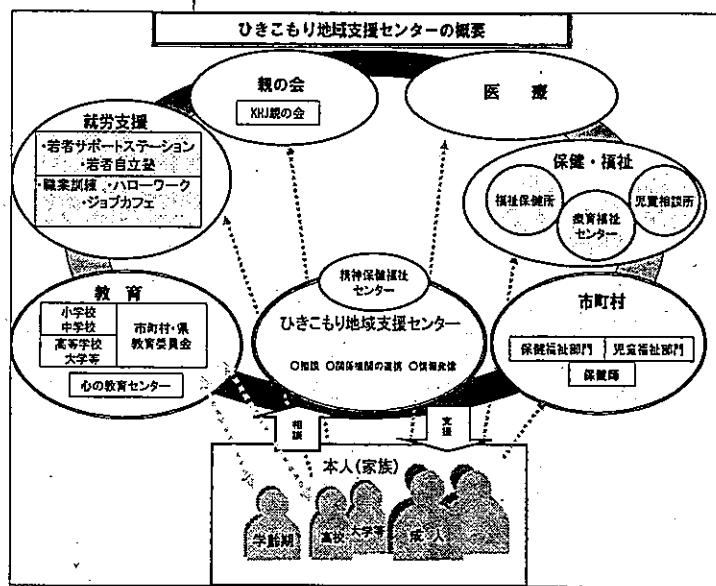 ひきこもり地域支援センターの概要
親の会
KHJ親の会
医 療
就労支援
・若者サポートステーション
・若者自立塾
・職業訓練 ・ハローワーク
・ジョブカフェ
保健・福祉
福祉保健所
療育福祉
センター
児童相談所
教 育
小学校
中学校
高等学校
大学等
市町村・県
教育委員会
心の教育センター
精神保健福祉
センター
ひきこもり地域支援センター
○相談 ○関係機関の連携 ○情報発信
市町村
保健福祉部門
児童福祉部門
保健師
相談
支援
本人(家族)
学齢期
高校
大学等
成人